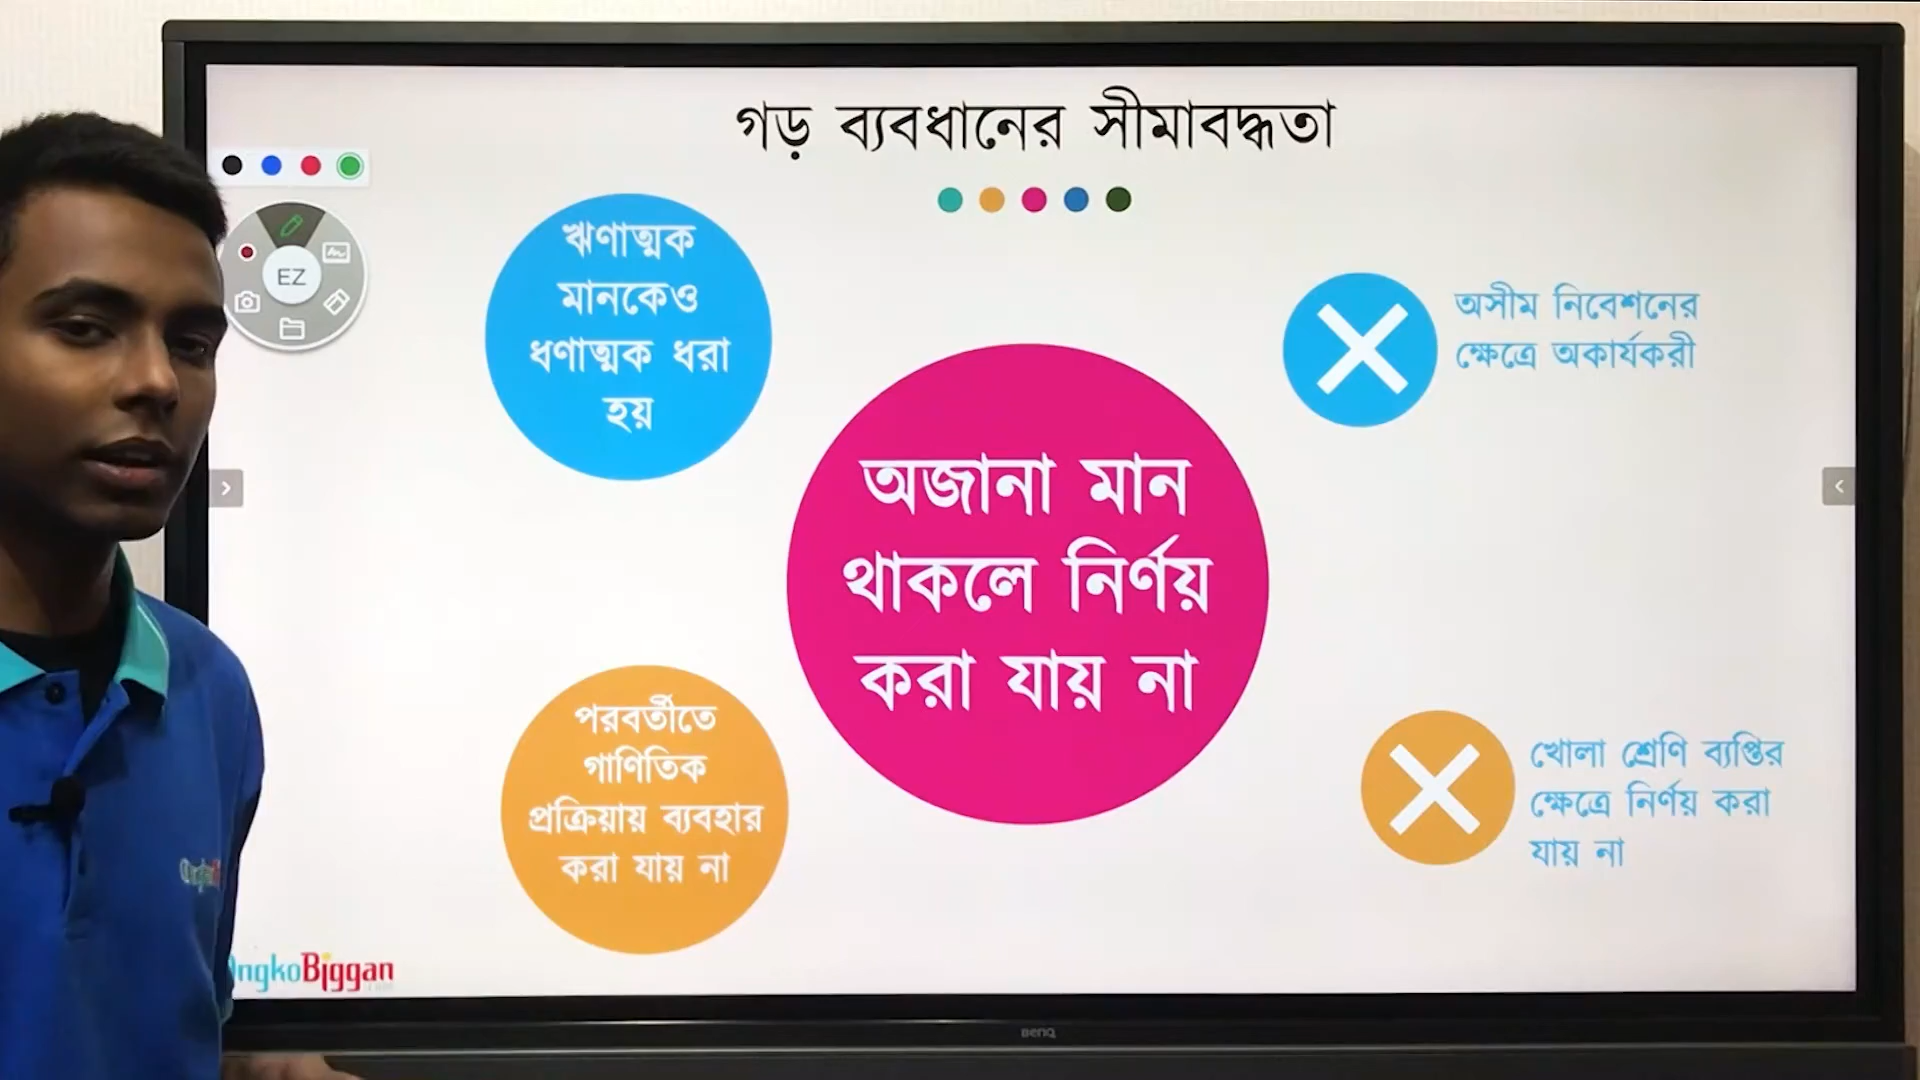 গড় ব্যবধানের সীমাবদ্ধতা
EZ
ঋণাত্মক
মানকেও
ধণাত্মক ধরা
হয়
অসীম নিবেশনের
ক্ষেত্রে অকার্যকরী
অজানা মান
থাকলে নির্ণয়
করা যায় না
পরবর্তীতে
গাণিতিক
প্রক্রিয়ায় ব্যবহার
করা যায় না
খোলা শ্রেণি ব্যপ্তির
ক্ষেত্রে নির্ণয় করা
যায় না
OngkoBiggan
BenQ